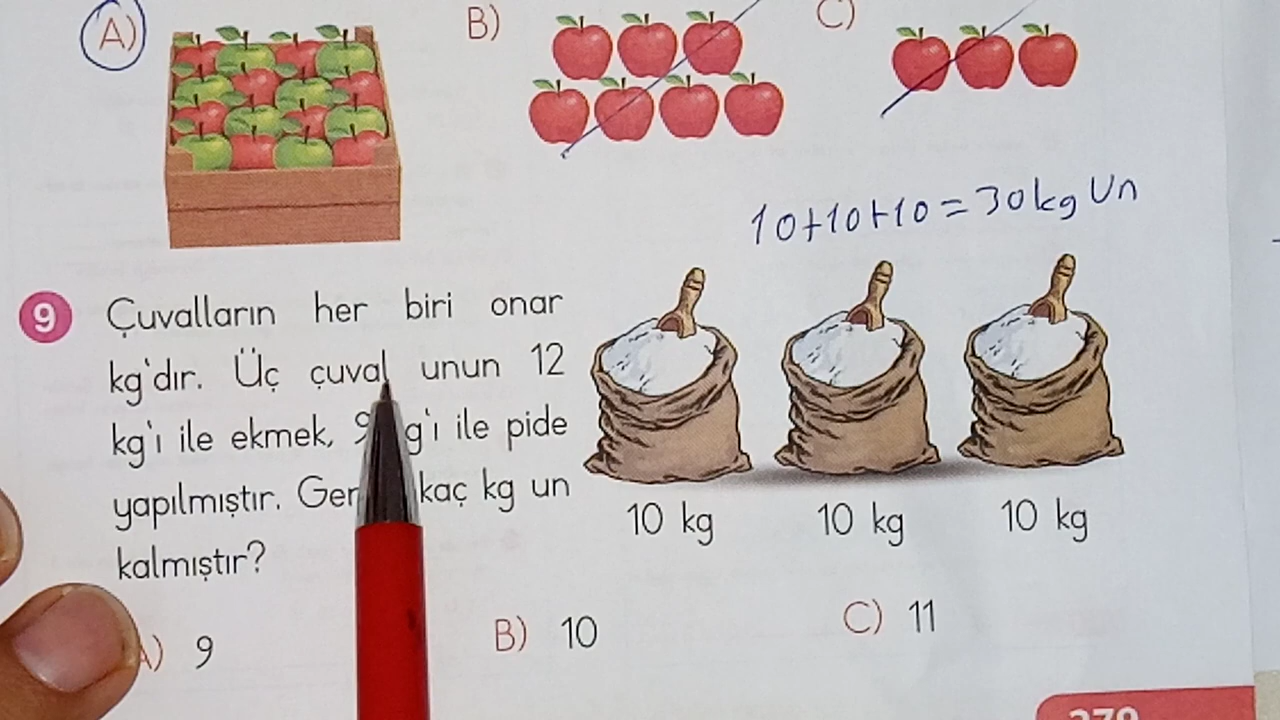 A)
B)
C)
10+10+10=30kg Un
9 Çuvalların her biri onar
kg'dır. Üç çuval unun 12
kg'ı ile ekmek, 9 ile pide
yapılmıştır. kaç kg un
kalmıştır?
10 kg 10 kg 10 kg
A) 9 B) 10 C) 11